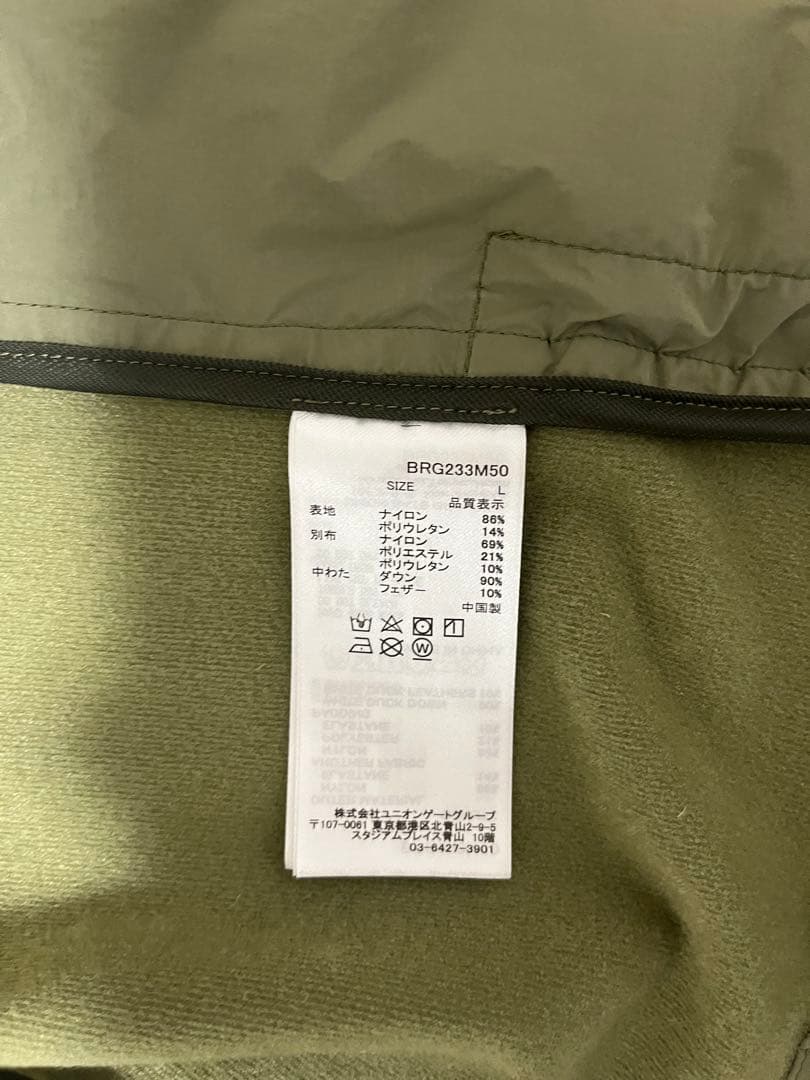 BRG233M50
SIZE L
品質表示
表地 ナイロン 86%
ポリウレタン 14%
別布 ナイロン 69%
ポリエステル 21%
ポリウレタン 10%
中わた ダウン 90%
フェザー 10%
中国製
W
株式会社ユニオンゲートグループ
〒107-0061 東京都港区北青山2-9-5
スタジアムプレイス青山 10階
03-6427-3901